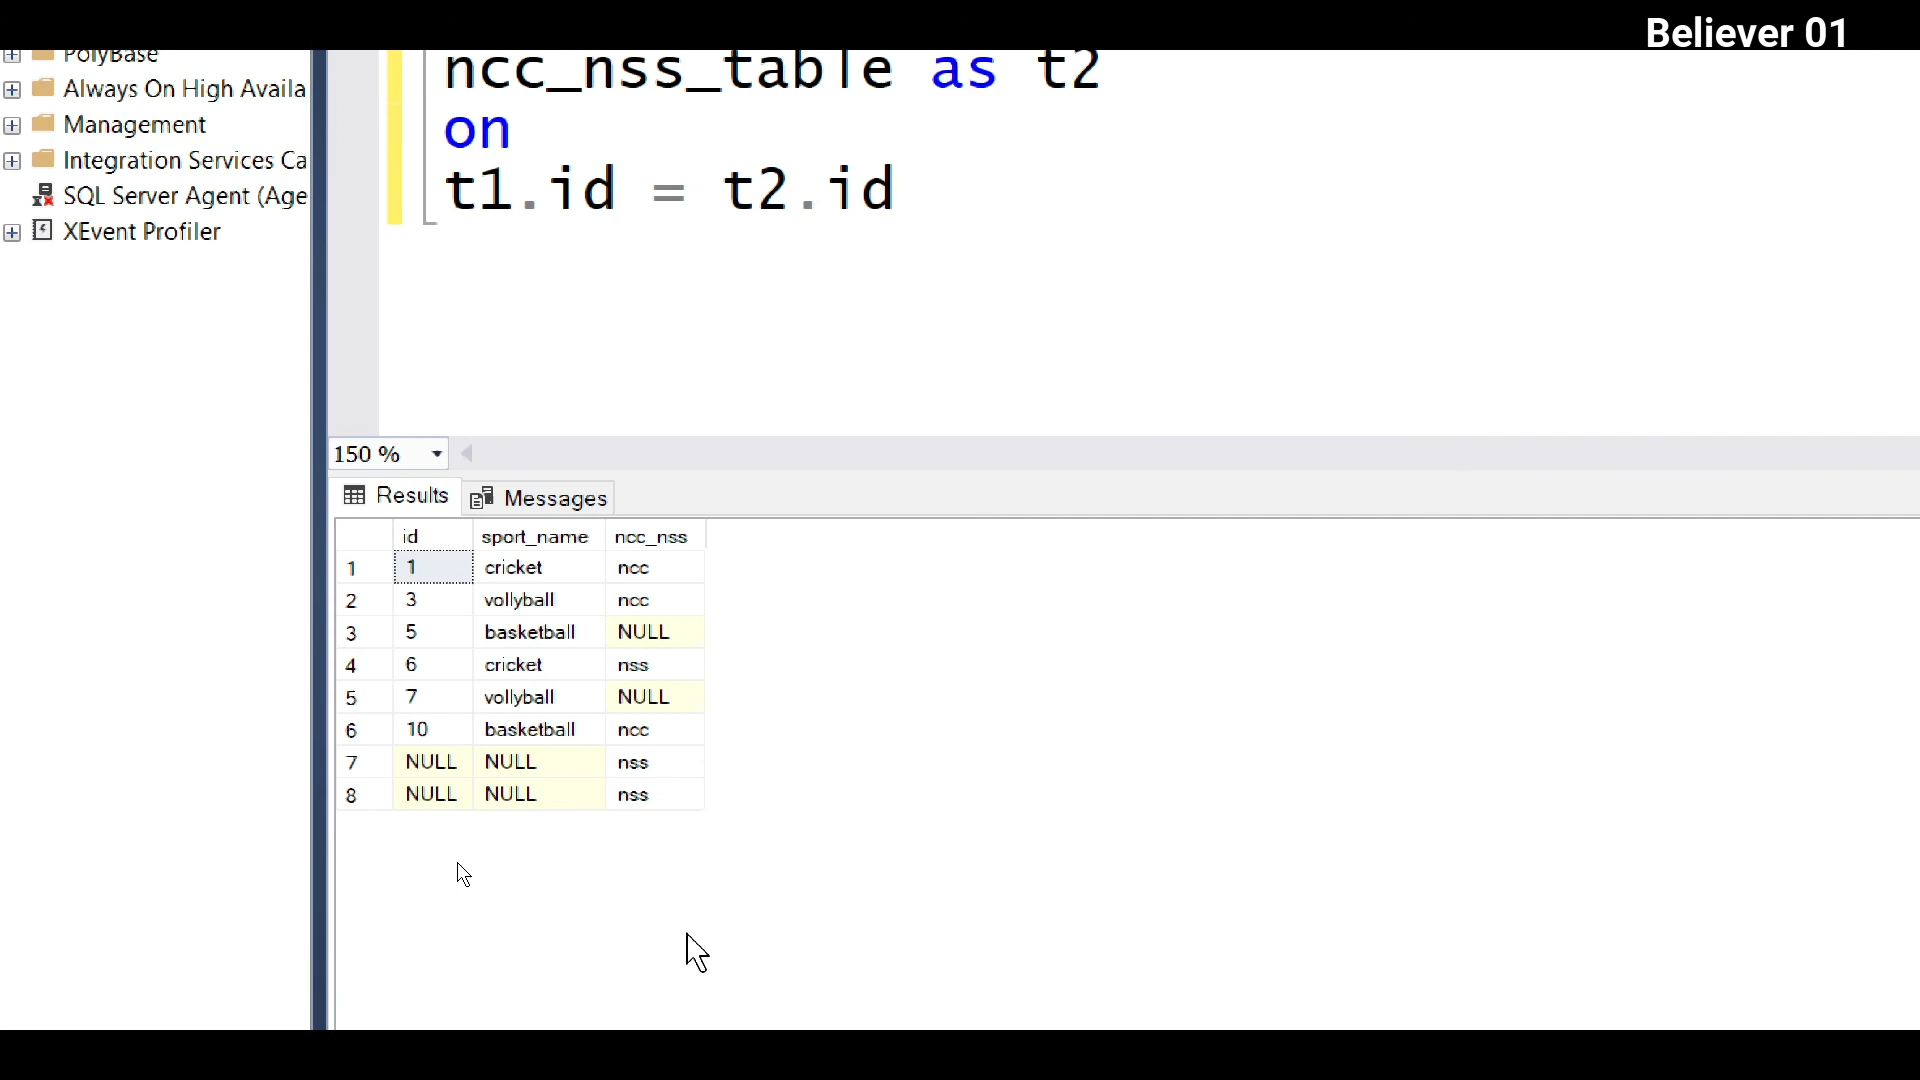 Believer 01
PolyBase
Always On High Availa
Management
Integration Services Ca
SQL Server Agent (Age
XEvent Profiler
ncc_nss_table as t2
on
t1.id = t2.id
150 %
Results Messages
id sport_name ncc_nss
1 1 cricket ncc
2 3 vollyball ncc
3 5 basketball NULL
4 6 cricket nss
5 7 vollyball NULL
6 10 basketball ncc
7 NULL NULL nss
8 NULL NULL nss